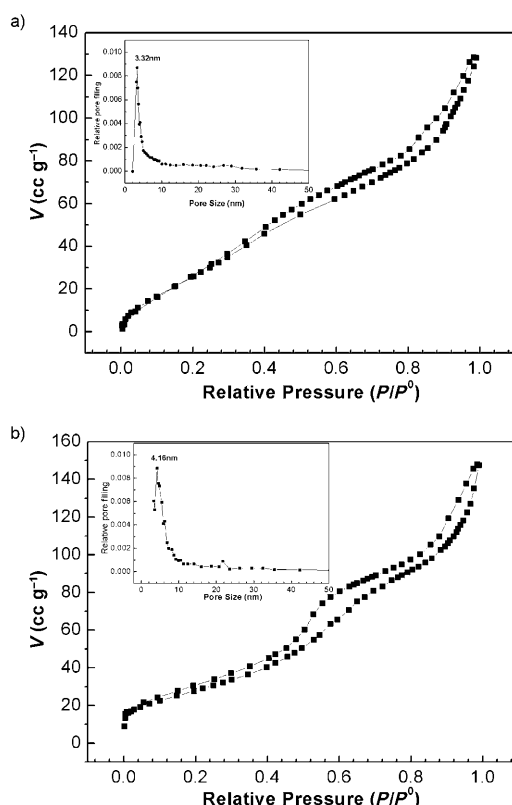 a)
140
120
100
80
60
40
20
0
V (cc g⁻¹)
0.0 0.2 0.4 0.6 0.8 1.0
Relative Pressure (P/P⁰)
0.010
0.008
0.006
0.004
0.002
0.000
Relative pore filling
3.32nm
0 10 20 30 40 50
Pore Size (nm)
b)
160
140
120
100
80
60
40
20
0
V (cc g⁻¹)
0.0 0.2 0.4 0.6 0.8 1.0
Relative Pressure (P/P⁰)
0.010
0.008
0.006
0.004
0.002
0.000
Relative pore filling
4.16nm
0 10 20 30 40 50
Pore Size (nm)